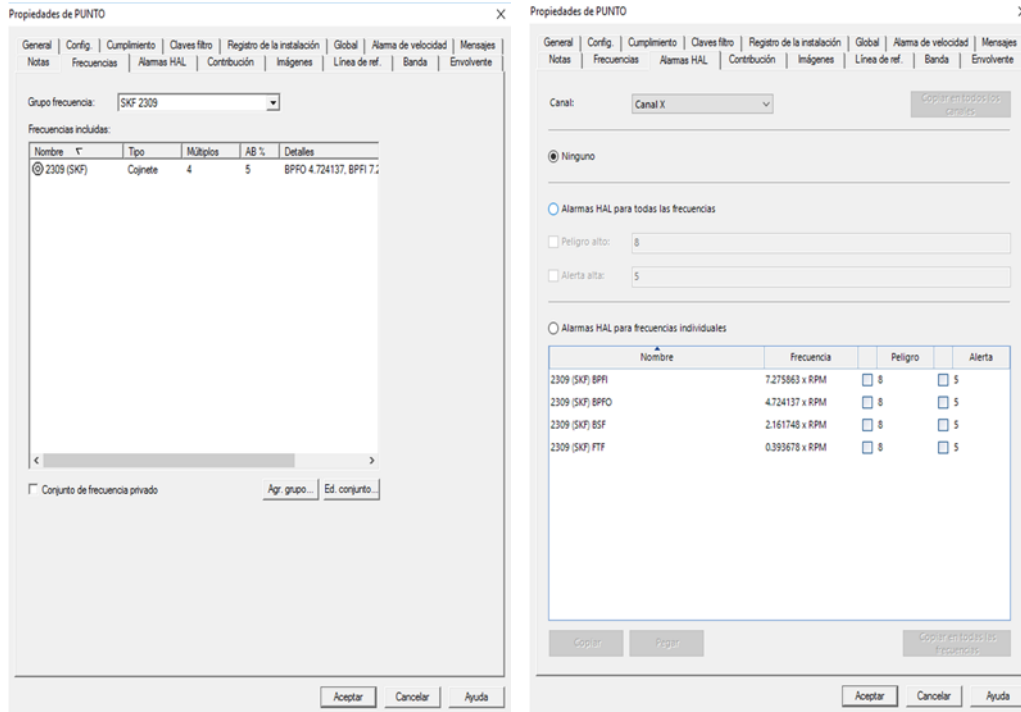 Propiedades de PUNTO
General Config. Cumplimiento Claves filtro Registro de la instalación Global Alarma de velocidad Mensajes
Notas Frecuencias Alarmas HAL Contribución Imágenes Línea de ref. Banda Envolvente
Grupo frecuencia: SKF 2309
Frecuencias incluidas:
Nombre Tipo Múltiplos AB % Detalles
2309 (SKF) Cojinete 4 5 BPFO 4.724137, BPFI 7.2
Conjunto de frecuencia privado Agr. grupo... Ed. conjunto...
Aceptar Cancelar Ayuda
Propiedades de PUNTO
General Config. Cumplimiento Claves filtro Registro de la instalación Global Alarma de velocidad Mensajes
Notas Frecuencias Alarmas HAL Contribución Imágenes Línea de ref. Banda Envolvente
Canal: Canal X Copiar en todos los
canales
Ninguno
Alarmas HAL para todas las frecuencias
Peligro alto: 8
Alerta alta: 5
Alarmas HAL para frecuencias individuales
Nombre Frecuencia Peligro Alerta
2309 (SKF) BPFI 7.275863 x RPM 8 5
2309 (SKF) BPFO 4.724137 x RPM 8 5
2309 (SKF) BSF 2.161748 x RPM 8 5
2309 (SKF) FTF 0.393678 x RPM 8 5
Copiar Pegar Copiar en todas las
frecuencias
Aceptar Cancelar Ayuda